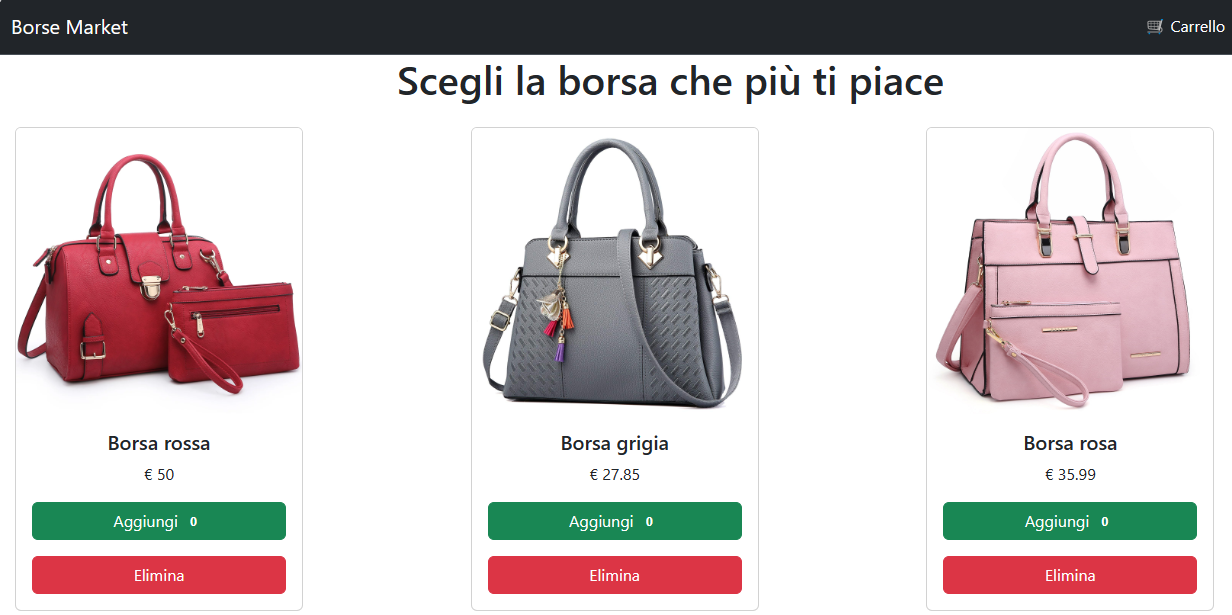 Borse Market
Carrello
Scegli la borsa che più ti piace
Borsa rossa
€ 50
Aggiungi 0
Elimina
Borsa grigia
€ 27.85
Aggiungi 0
Elimina
Borsa rosa
€ 35.99
Aggiungi 0
Elimina